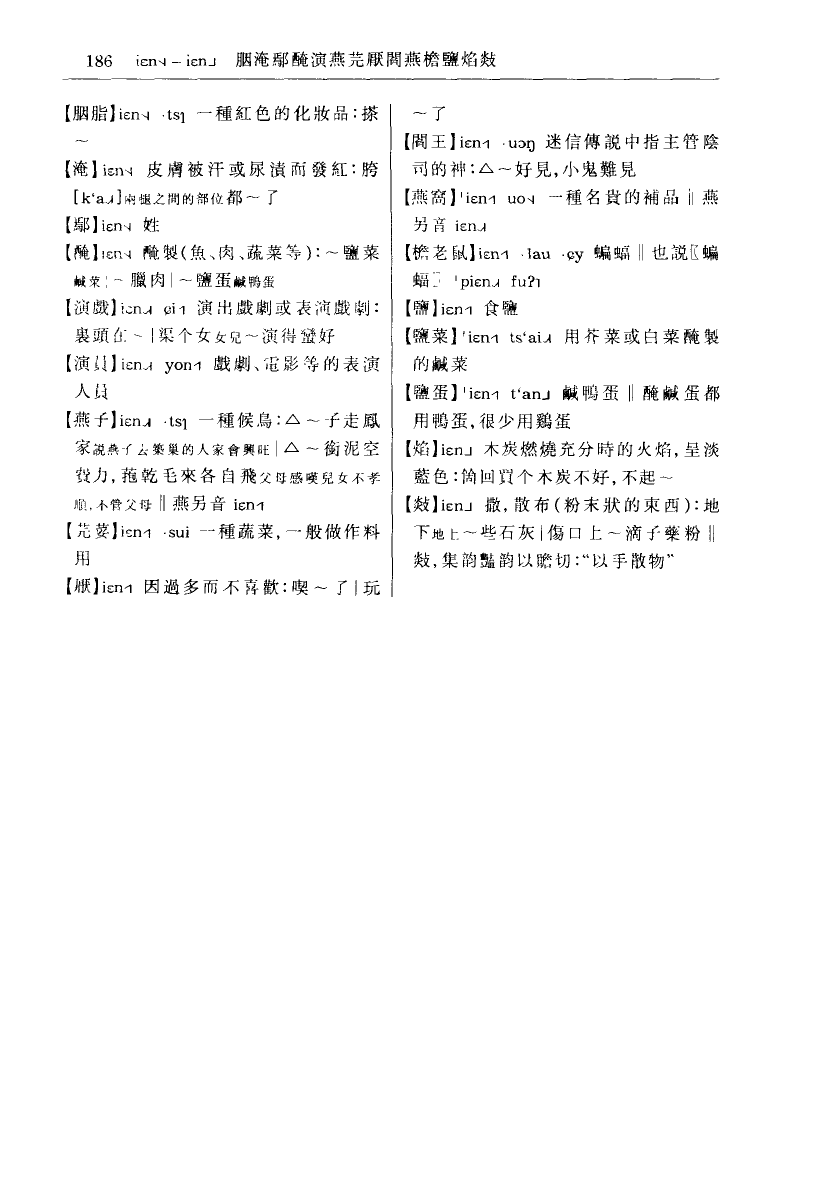 186 iɛn˧˨ – iɛn˩ 胭淹鄢醃演燕芫厭閻燕檐鹽焰敥
【胭脂】iɛn ·tsɿ 一種紅色的化妝品：搽
～
【淹】iɛn 皮膚被汗或尿漬而發紅：胯
[kʻa]兩腿之間的部位都～了
【鄢】iɛn 姓
【醃】iɛn 醃製(魚、肉、蔬菜等)：～鹽菜
鹹菜|～臘肉|～鹽蛋鹹鴨蛋
【演戲】iɛn ɕi 演出戲劇或表演戲劇：
裏頭在～|渠个女女兒～演得蠻好
【演員】iɛn yon 戲劇、電影等的表演
人員
【燕子】iɛn ·tsɿ 一種候鳥：△～子走鳳
家説燕子去築巢的人家會興旺|△～銜泥空
費力，菢乾毛來各自飛父母感嘆兒女不孝
順，不管父母‖燕另音 iɛn
【芫荽】iɛn ·sui 一種蔬菜，一般做作料
用
【厭】iɛn 因過多而不喜歡：喫～了|玩
～了
【閻王】iɛn ·uɔŋ 迷信傳説中指主管陰
司的神：△～好見，小鬼難見
【燕窩】ˈiɛn uo 一種名貴的補品‖燕
另音 iɛn
【檐老鼠】iɛn ·lau ·ɕy 蝙蝠‖也説〖蝙
蝠〗ˈpiɛn fuʔ
【鹽】iɛn 食鹽
【鹽菜】ˈiɛn tsʻai 用芥菜或白菜醃製
的鹹菜
【鹽蛋】ˈiɛn tʻan˩ 鹹鴨蛋‖醃鹹蛋都
用鴨蛋，很少用鷄蛋
【焰】iɛn˩ 木炭燃燒充分時的火焰，呈淡
藍色：箇回買个木炭不好，不起～
【敥】iɛn˩ 撒，散布(粉末狀的東西)：地
下地上～些石灰|傷口上～滴子藥粉‖
敥，集韵豔韵以贍切：“以手散物”